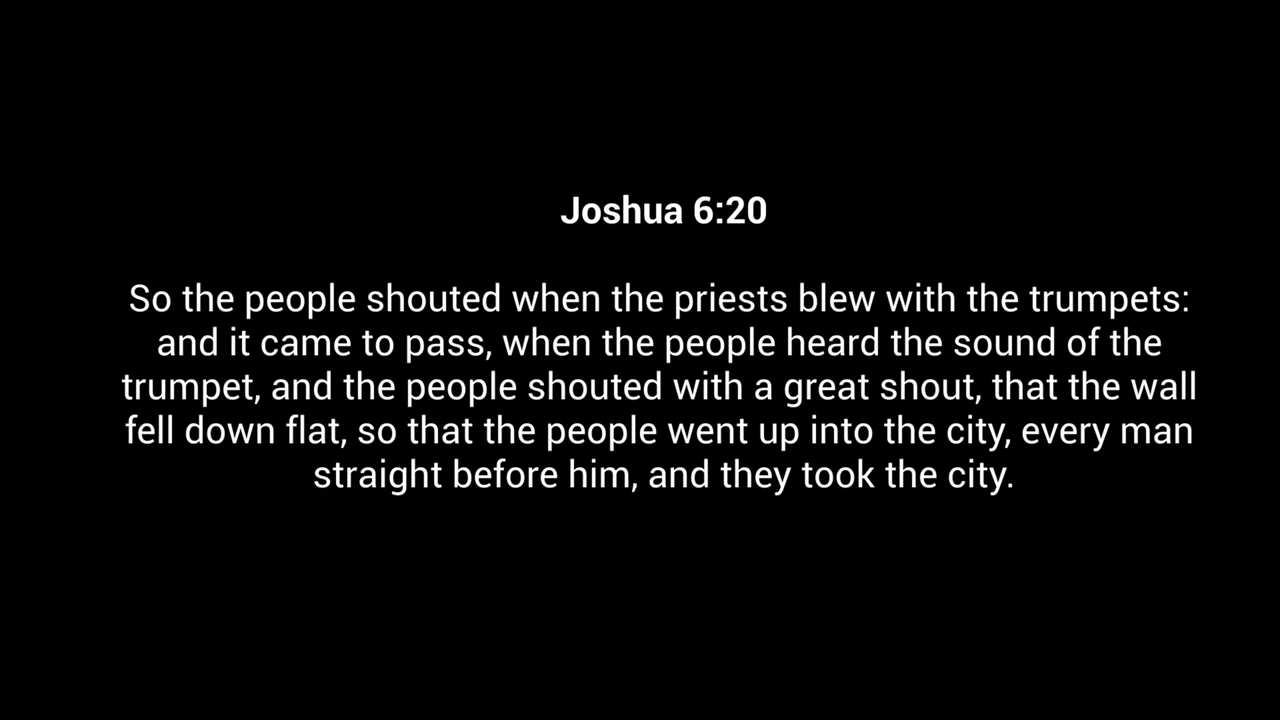 Joshua 6:20
So the people shouted when the priests blew with the trumpets:
and it came to pass, when the people heard the sound of the
trumpet, and the people shouted with a great shout, that the wall
fell down flat, so that the people went up into the city, every man
straight before him, and they took the city.